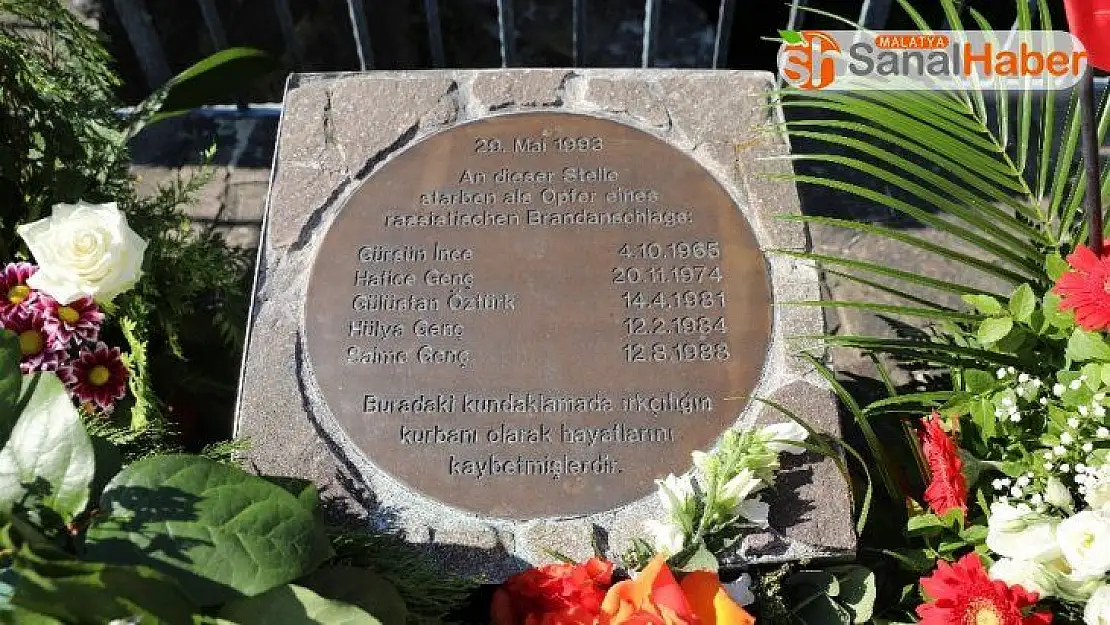 MALATYA
SanalHaber
29. Mai 1993
An dieser Stelle
starben als Opfer eines
rassistischen Brandanschlags:
Gürsün İnce 4.10.1965
Hatice Genç 20.11.1974
Gülüstan Öztürk 14.4.1981
Hülya Genç 12.2.1984
Saime Genç 12.8.1988
Buradaki kundaklamada ırkçılığın
kurbanı olarak hayatlarını
kaybetmişlerdir.